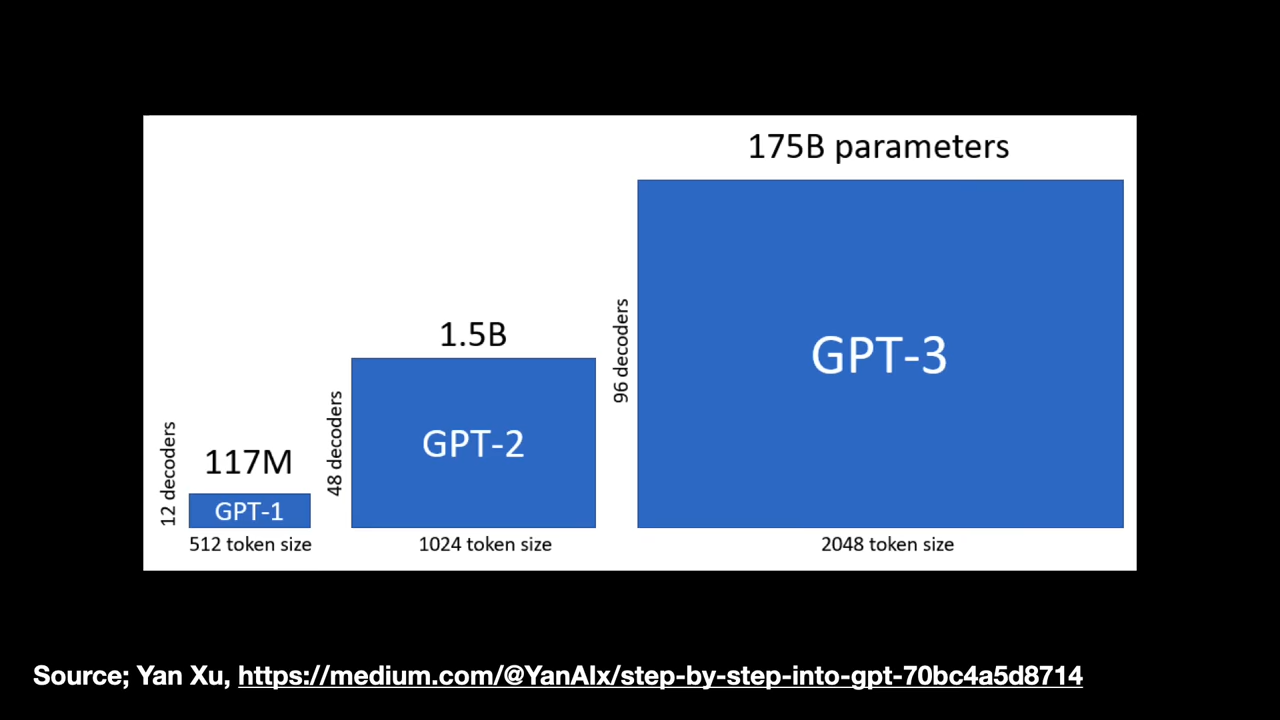 175B parameters
GPT-3
96 decoders
2048 token size
1.5B
GPT-2
48 decoders
1024 token size
117M
GPT-1
12 decoders
512 token size
Source; Yan Xu, https://medium.com/@YanAIx/step-by-step-into-gpt-70bc4a5d8714